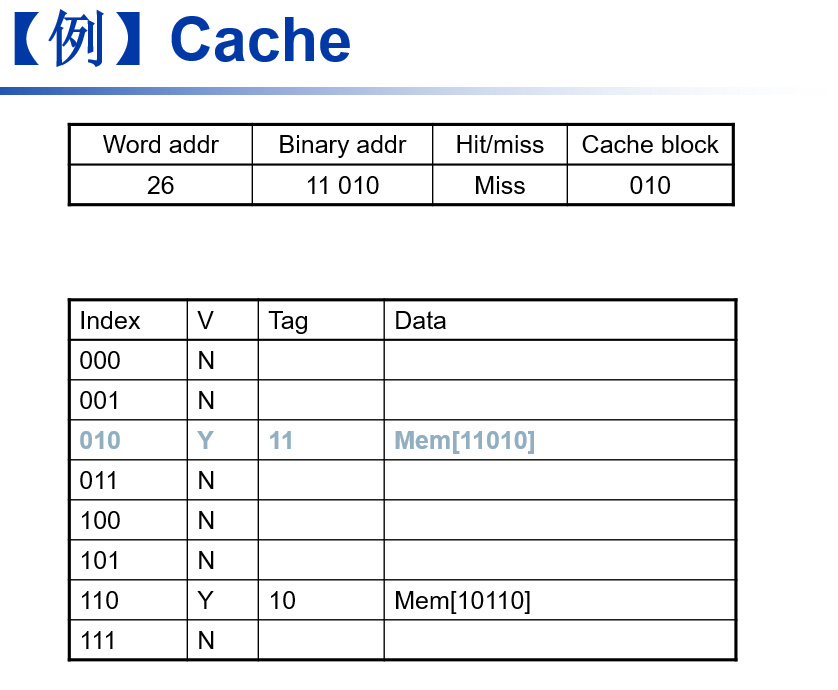 【例】Cache
Word addr Binary addr Hit/miss Cache block
26 11 010 Miss 010
Index V Tag Data
000 N
001 N
010 Y 11 Mem[11010]
011 N
100 N
101 N
110 Y 10 Mem[10110]
111 N